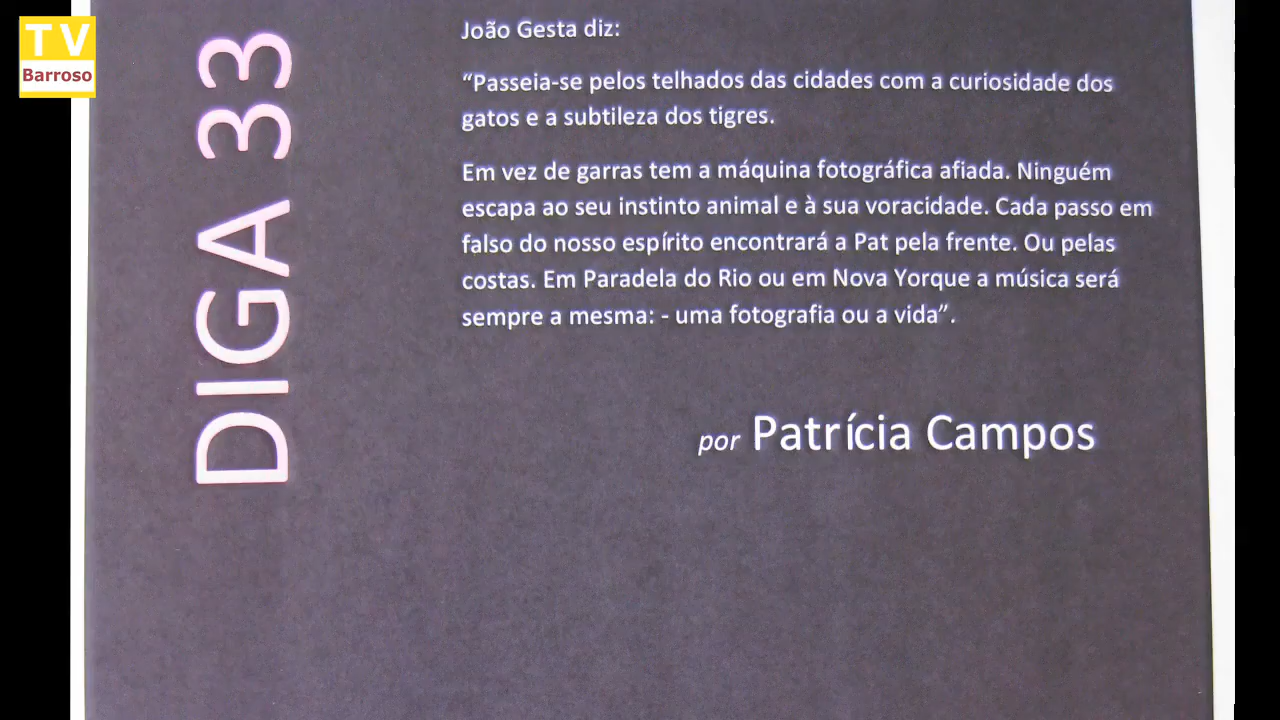 TV
Barroso
DIGA 33
João Gesta diz:
“Passeia-se pelos telhados das cidades com a curiosidade dos
gatos e a subtileza dos tigres.
Em vez de garras tem a máquina fotográfica afiada. Ninguém
escapa ao seu instinto animal e à sua voracidade. Cada passo em
falso do nosso espírito encontrará a Pat pela frente. Ou pelas
costas. Em Paradela do Rio ou em Nova Yorque a música será
sempre a mesma: - uma fotografia ou a vida”.
por Patrícia Campos